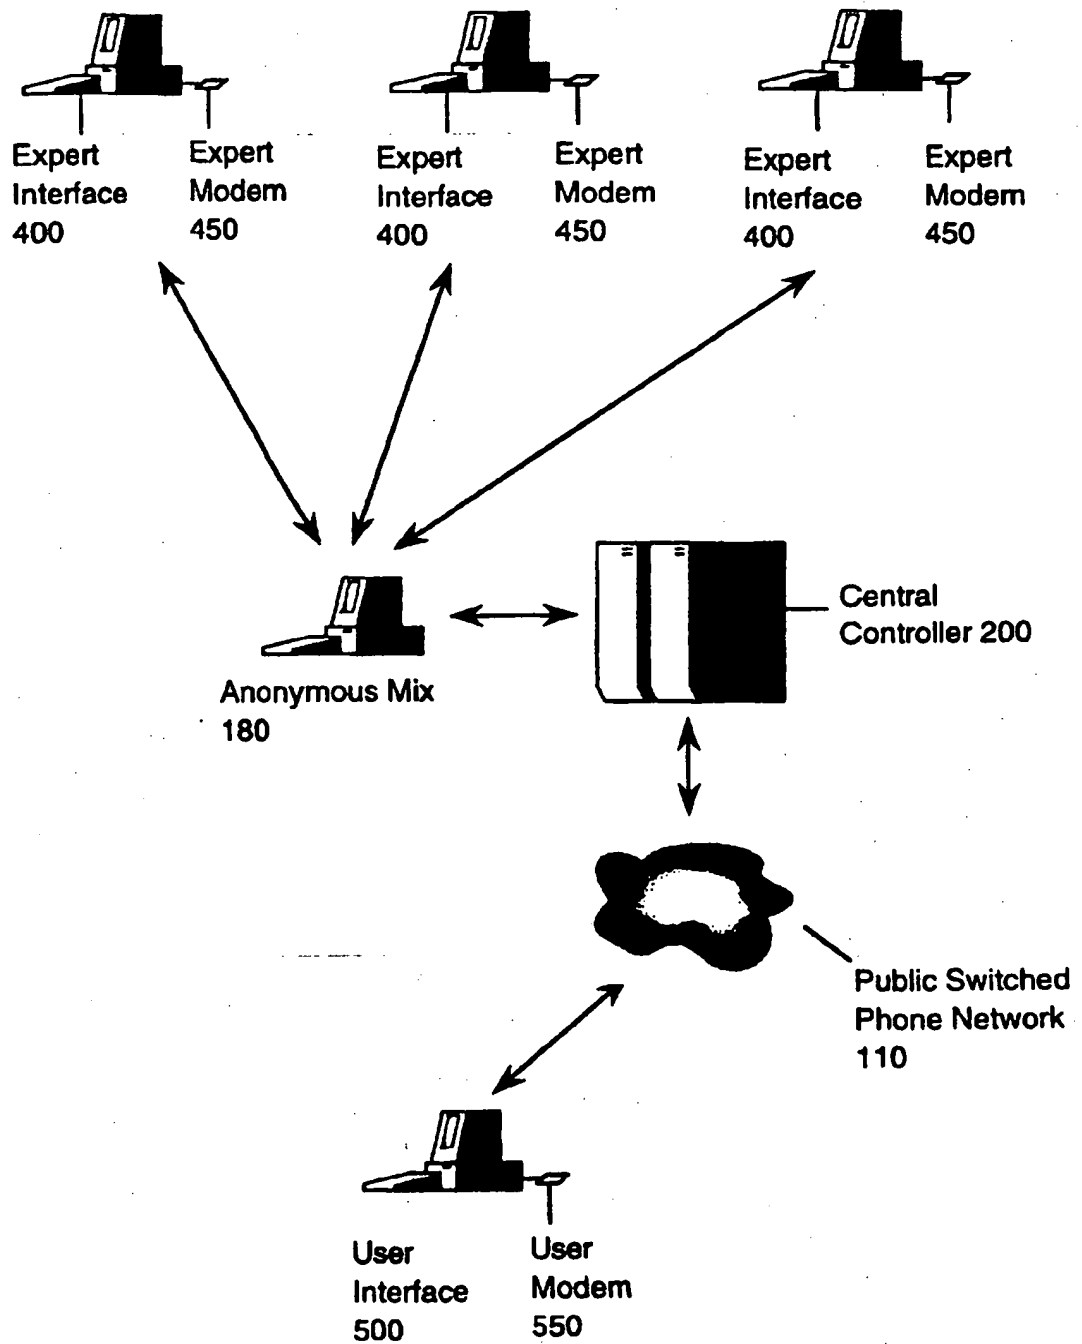 Expert
Interface
400
Expert
Modem
450
Expert
Interface
400
Expert
Modem
450
Expert
Interface
400
Expert
Modem
450
Central
Controller 200
Anonymous Mix
180
Public Switched
Phone Network
110
User
Interface
500
User
Modem
550